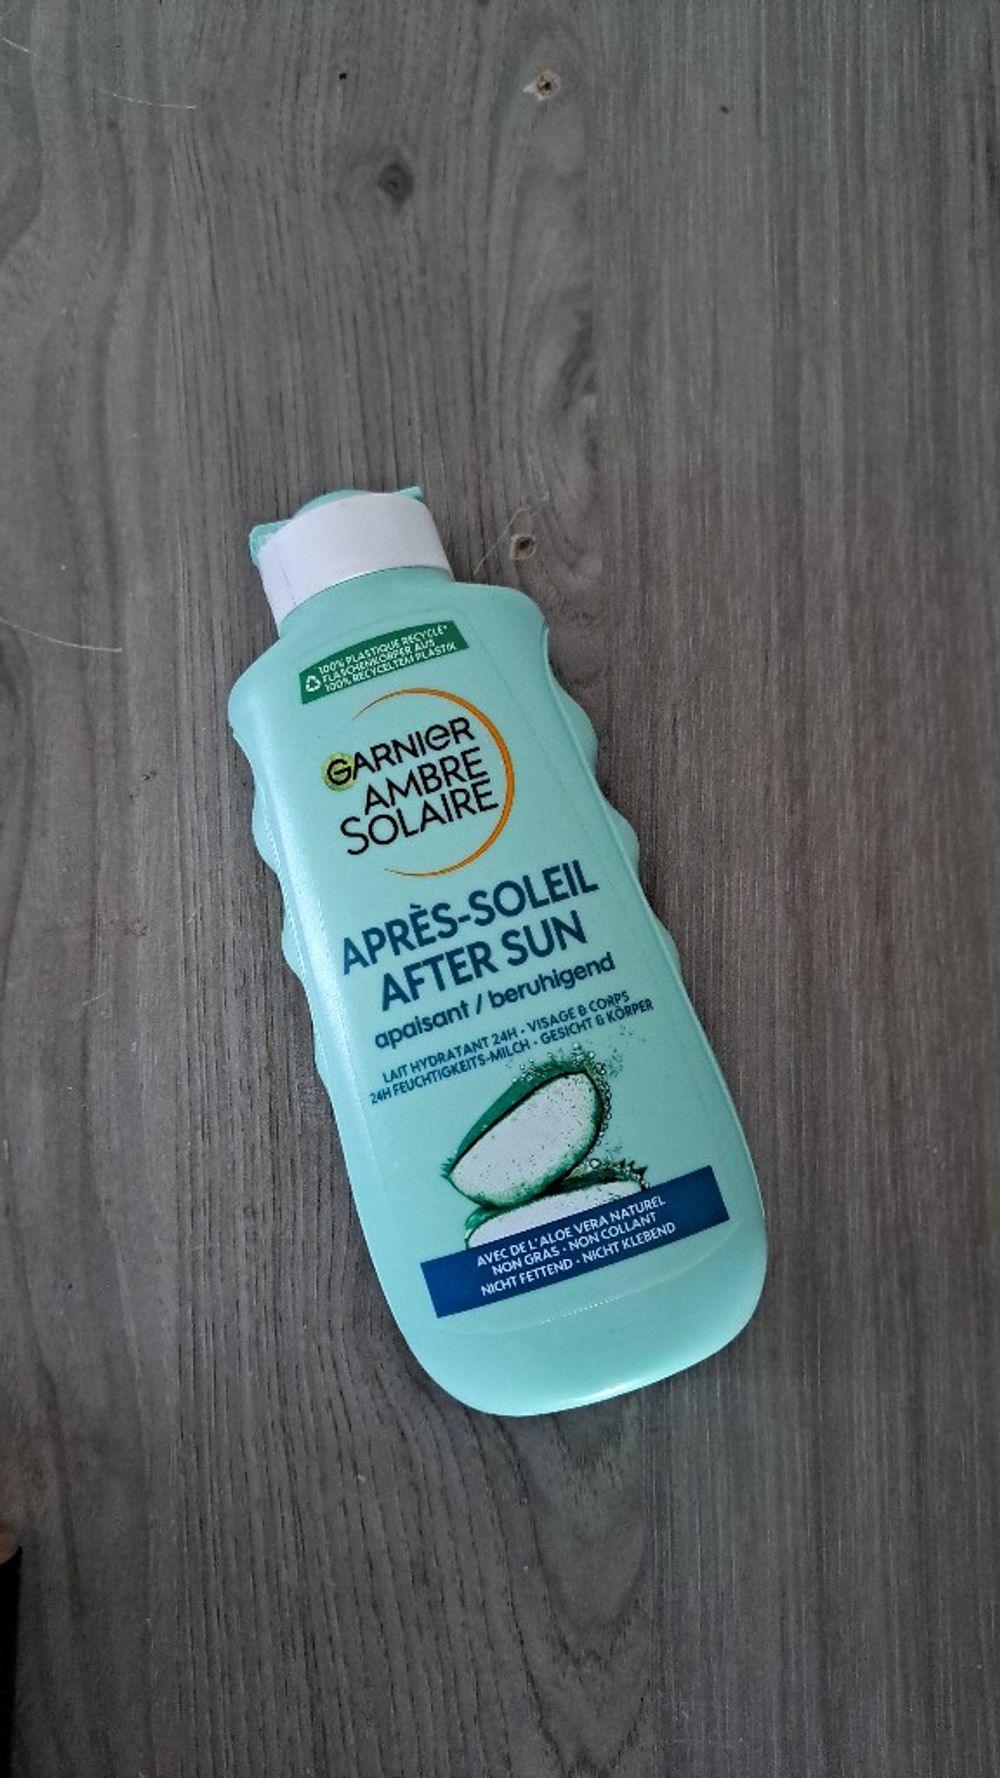 100% PLASTIQUE RECYCLÉ*
FLASCHENKÖRPER AUS
100% RECYCELTEM PLASTIK
GARNIER
AMBRE
SOLAIRE
APRÈS-SOLEIL
AFTER SUN
apaisant / beruhigend
LAIT HYDRATANT 24H - VISAGE & CORPS
24H FEUCHTIGKEITS-MILCH - GESICHT & KÖRPER
AVEC DE L'ALOE VERA NATUREL
NON GRAS - NON COLLANT
NICHT FETTEND - NICHT KLEBEND